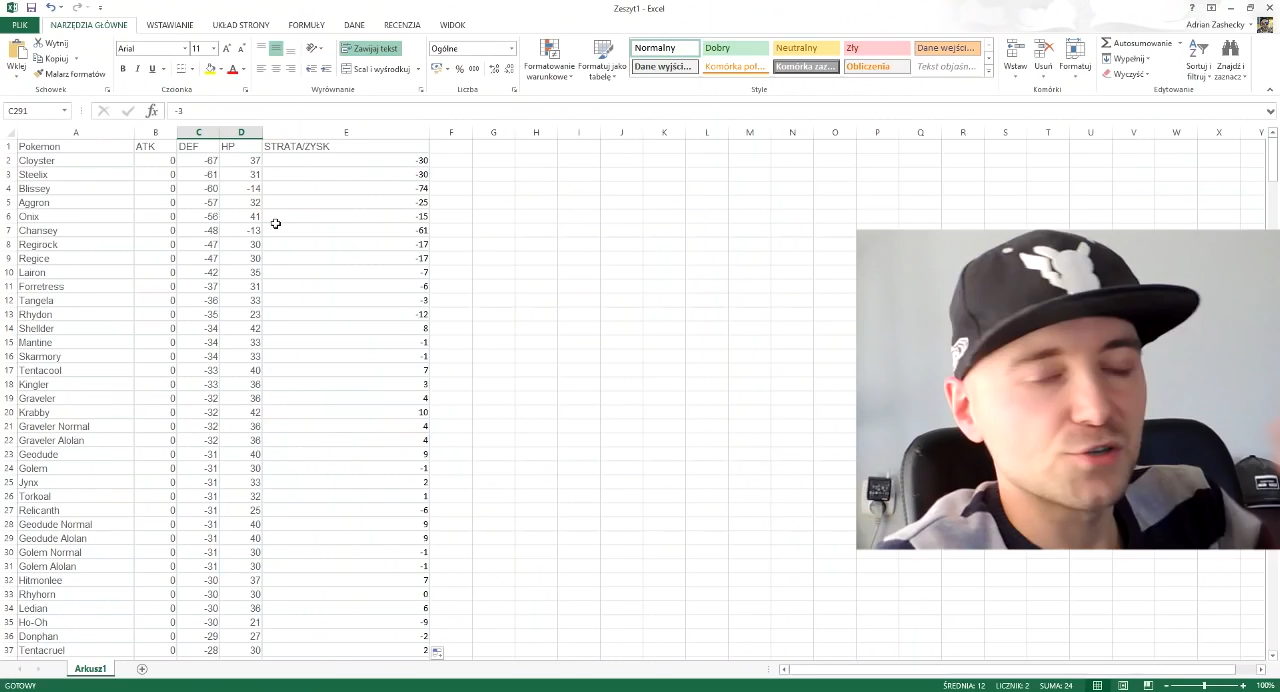 Zeszyt1 - Excel
PLIK NARZĘDZIA GŁÓWNE WSTAWIANIE UKŁAD STRONY FORMUŁY DANE RECENZJA WIDOK Adrian Zashecky
Wklej Wytnij Kopiuj Malarz formatów Schowek
Arial 11 B I U Czcionka
Zawijaj tekst Scal i wyśrodkuj Wyrównanie
Ogólne % 000 Liczba
Formatowanie warunkowe Formatuj jako tabelę
Normalny Dobry Neutralny Zły Dane wejści...
Dane wyjści... Komórka poł... Komórka zaz... Obliczenia Tekst objaśn...
Style
Wstaw Usuń Formatuj Komórki
Autosumowanie Wypełnij Wyczyść Sortuj i filtruj Znajdź i zaznacz Edytowanie
C291 fx -3
A B C D E F G H I J K L M N O P Q R S T U V W X Y
1 Pokemon ATK DEF HP STRATA/ZYSK
2 Cloyster 0 -67 37 -30
3 Steelix 0 -61 31 -30
4 Blissey 0 -60 -14 -74
5 Aggron 0 -57 32 -25
6 Onix 0 -56 41 -15
7 Chansey 0 -48 -13 -61
8 Regirock 0 -47 30 -17
9 Regice 0 -47 30 -17
10 Lairon 0 -42 35 -7
11 Forretress 0 -37 31 -6
12 Tangela 0 -36 33 -3
13 Rhydon 0 -35 23 -12
14 Shellder 0 -34 42 8
15 Mantine 0 -34 33 -1
16 Skarmory 0 -34 33 -1
17 Tentacool 0 -33 40 7
18 Kingler 0 -33 36 3
19 Graveler 0 -32 36 4
20 Krabby 0 -32 42 10
21 Graveler Normal 0 -32 36 4
22 Graveler Alolan 0 -32 36 4
23 Geodude 0 -31 40 9
24 Golem 0 -31 30 -1
25 Jynx 0 -31 33 2
26 Torkoal 0 -31 32 1
27 Relicanth 0 -31 25 -6
28 Geodude Normal 0 -31 40 9
29 Geodude Alolan 0 -31 40 9
30 Golem Normal 0 -31 30 -1
31 Golem Alolan 0 -31 30 -1
32 Hitmonlee 0 -30 37 7
33 Rhyhorn 0 -30 30 0
34 Ledian 0 -30 36 6
35 Ho-Oh 0 -30 21 -9
36 Donphan 0 -29 27 -2
37 Tentacruel 0 -28 30 2
Arkusz1
GOTOWY ŚREDNIA: 12 LICZNIK: 2 SUMA: 24 100%